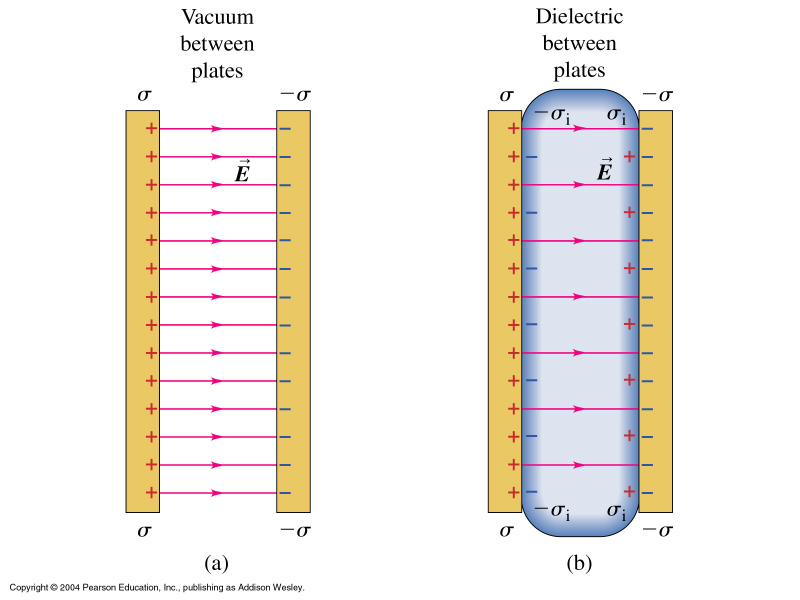 Vacuum
between
plates
σ −σ
+ −
+ −
+ −
+ −
+ −
+ −
+ −
+ −
+ −
+ −
+ −
+ −
+ −
+ −
E⃗
σ −σ
(a)
Dielectric
between
plates
σ −σ
−σi σi
+ −
+ − + −
+ −
+ − + −
+ −
+ − + −
+ −
+ − + −
+ −
+ − + −
+ −
+ − + −
+ −
+ − + −
E⃗
−σi σi
σ −σ
(b)
Copyright © 2004 Pearson Education, Inc., publishing as Addison Wesley.